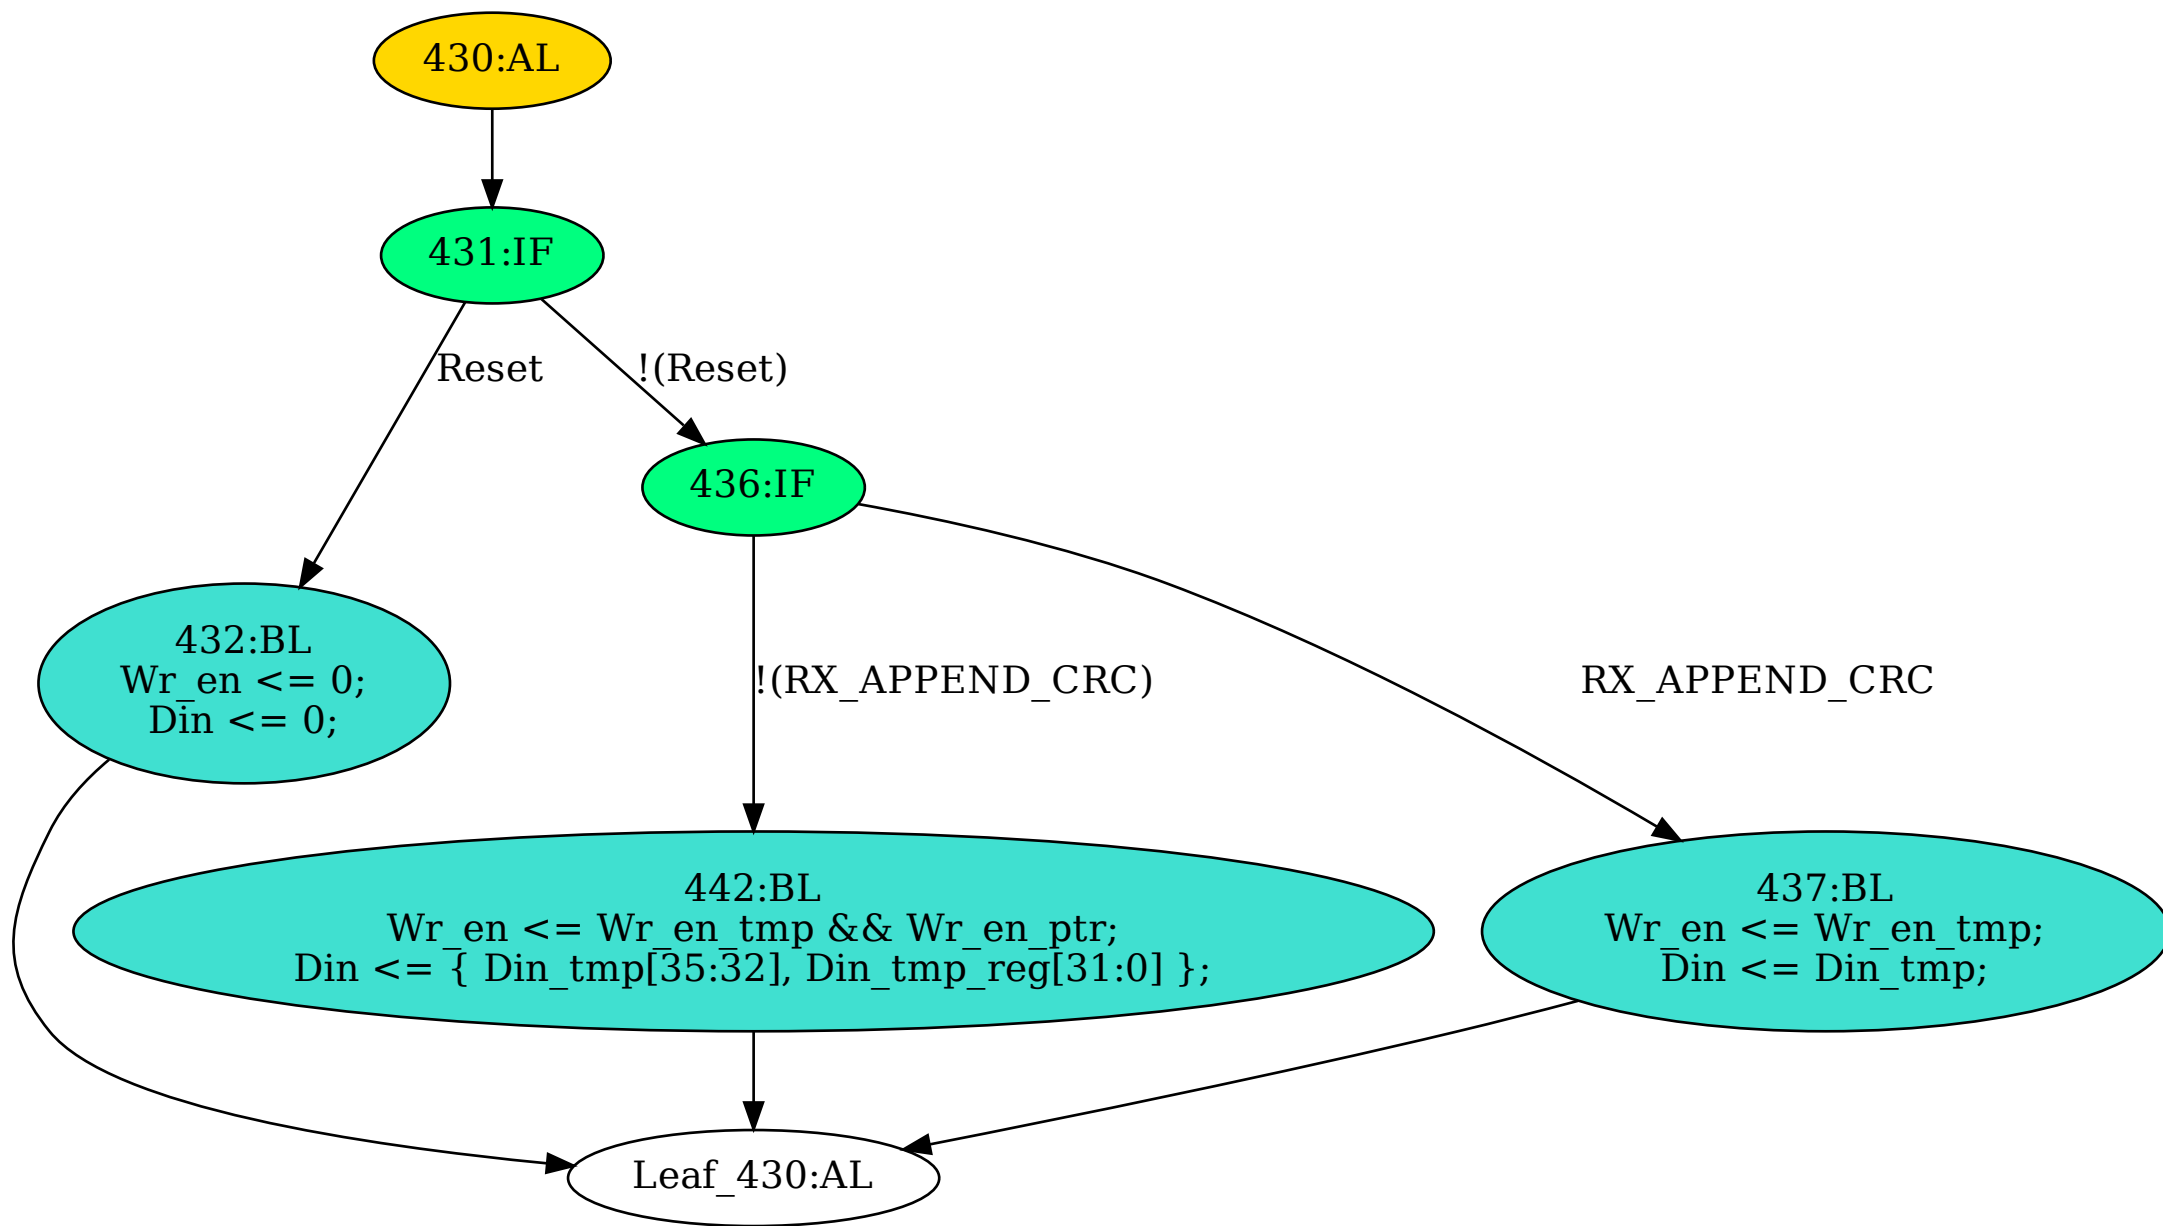 430:AL
431:IF
Reset
!(Reset)
436:IF
432:BL
Wr_en <= 0;
Din <= 0;
!(RX_APPEND_CRC)
RX_APPEND_CRC
442:BL
Wr_en <= Wr_en_tmp && Wr_en_ptr;
Din <= { Din_tmp[35:32], Din_tmp_reg[31:0] };
437:BL
Wr_en <= Wr_en_tmp;
Din <= Din_tmp;
Leaf_430:AL